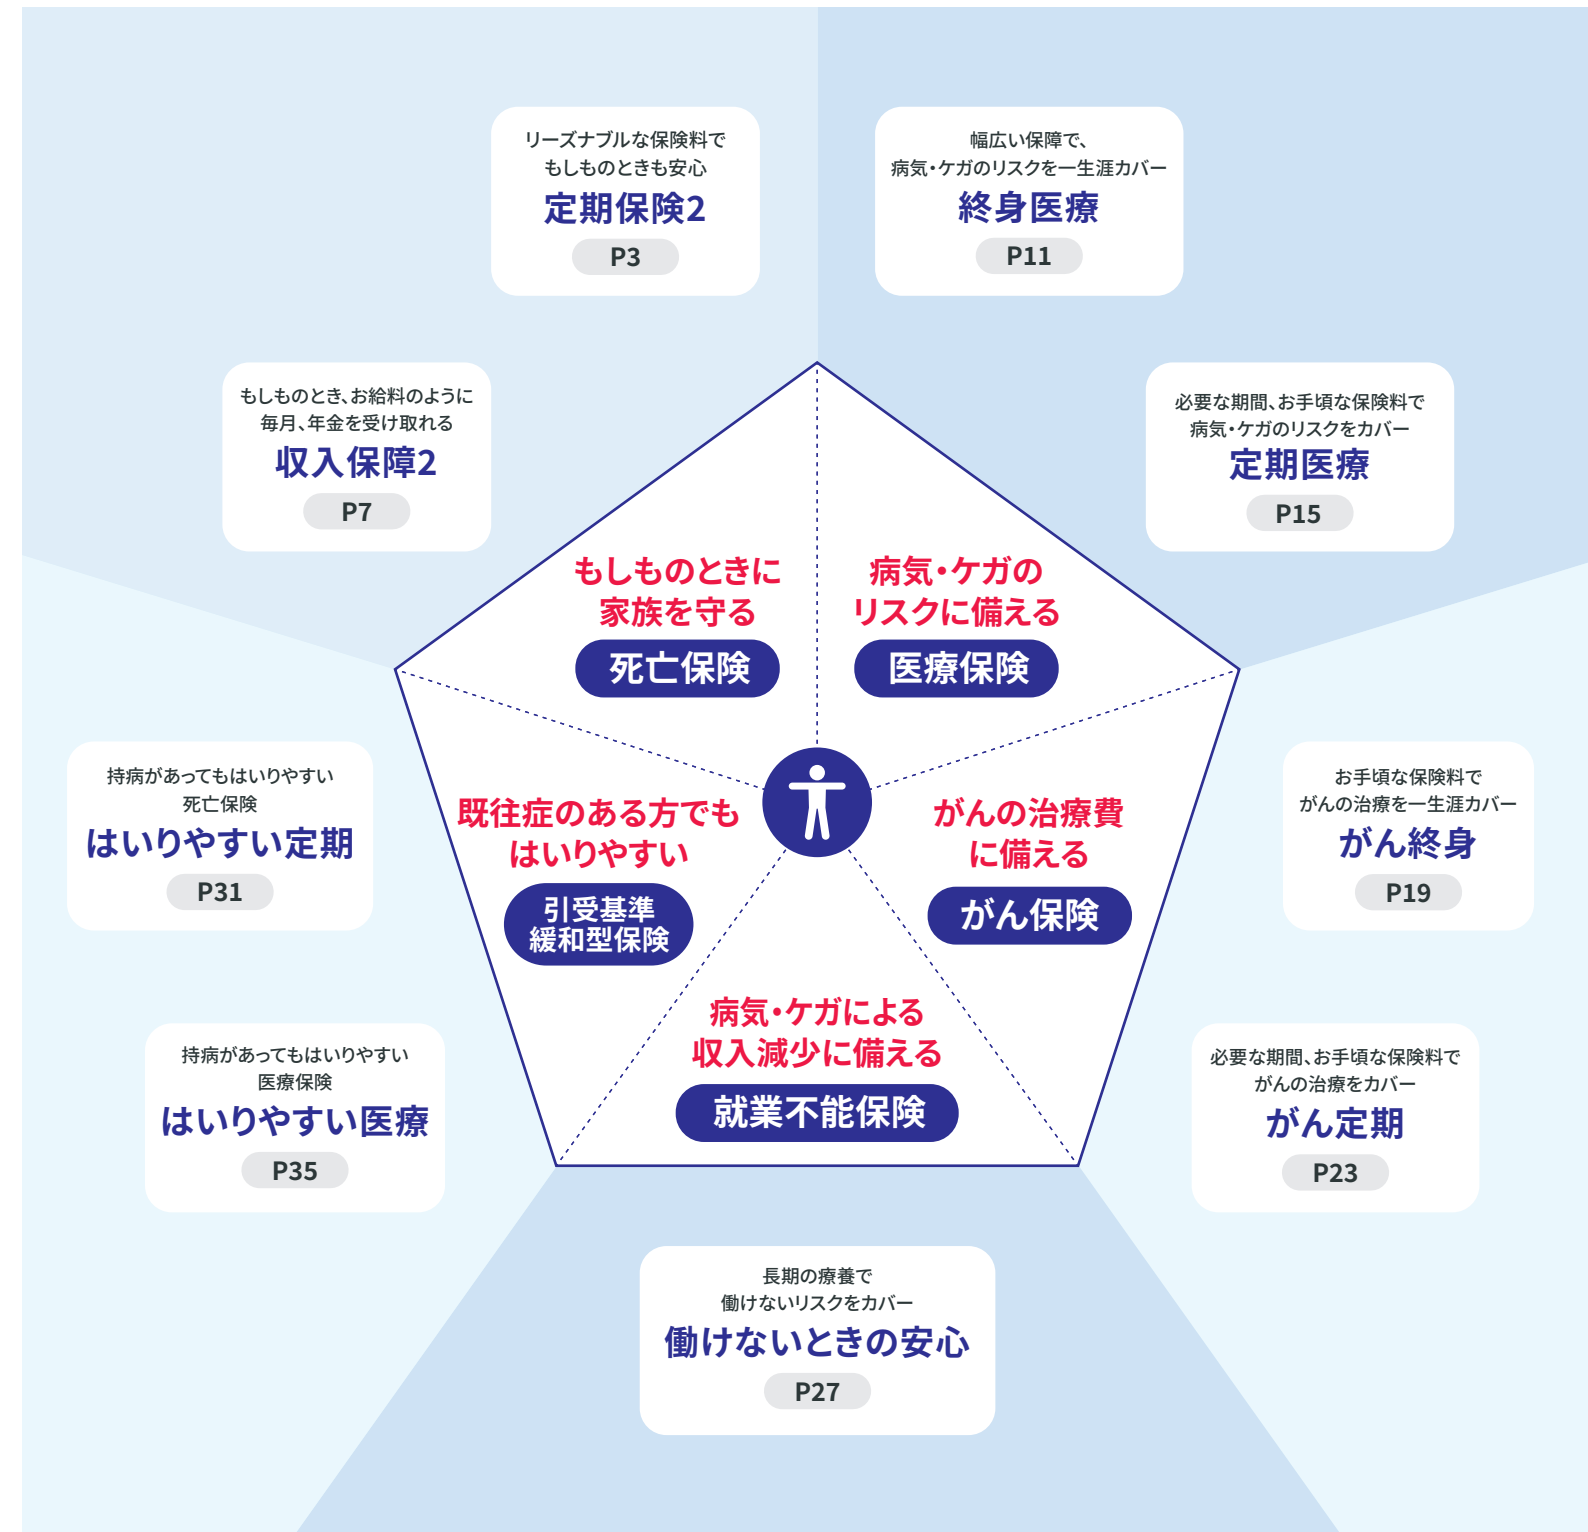 リーズナブルな保険料で
もしものときも安心
定期保険2
P3
幅広い保障で、
病気・ケガのリスクを一生涯カバー
終身医療
P11
もしものとき、お給料のように
毎月、年金を受け取れる
収入保障2
P7
必要な期間、お手頃な保険料で
病気・ケガのリスクをカバー
定期医療
P15
もしものときに
家族を守る
死亡保険
病気・ケガの
リスクに備える
医療保険
持病があってもはいりやすい
死亡保険
はいりやすい定期
P31
既往症のある方でも
はいりやすい
引受基準
緩和型保険
がんの治療費
に備える
がん保険
お手頃な保険料で
がんの治療を一生涯カバー
がん終身
P19
病気・ケガによる
収入減少に備える
就業不能保険
持病があってもはいりやすい
医療保険
はいりやすい医療
P35
必要な期間、お手頃な保険料で
がんの治療をカバー
がん定期
P23
長期の療養で
働けないリスクをカバー
働けないときの安心
P27